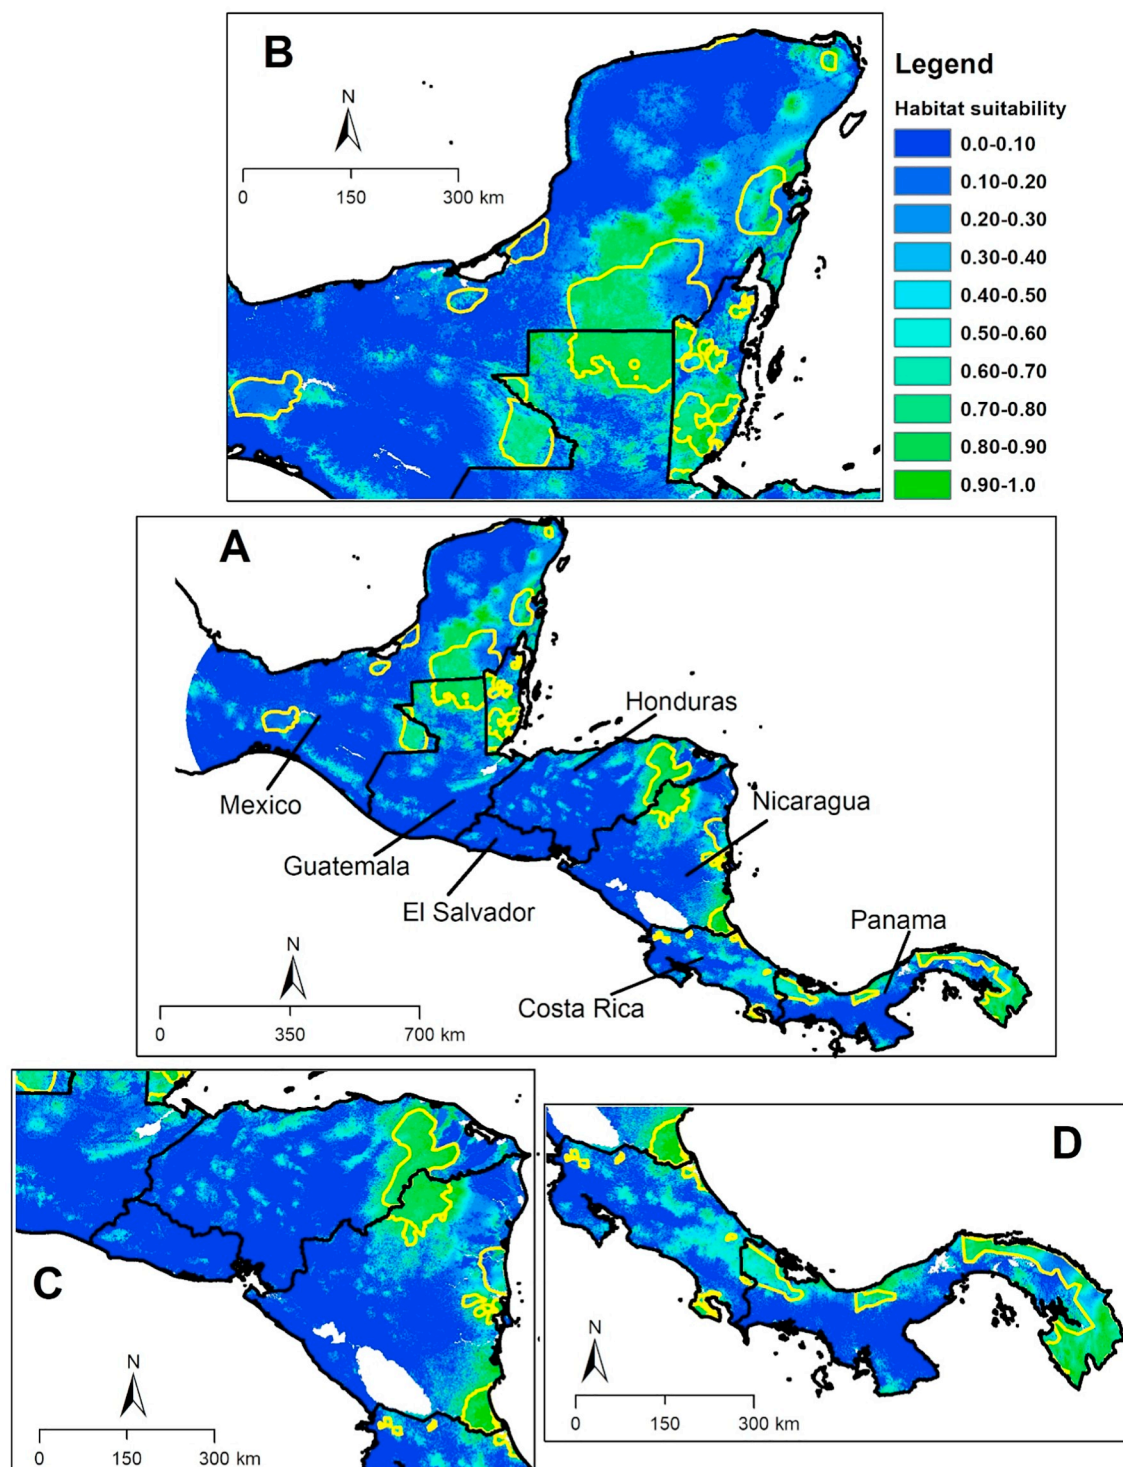 B
N
0 150 300 km
Legend
Habitat suitability
0.0-0.10
0.10-0.20
0.20-0.30
0.30-0.40
0.40-0.50
0.50-0.60
0.60-0.70
0.70-0.80
0.80-0.90
0.90-1.0
A
Honduras
Mexico
Nicaragua
Guatemala
El Salvador
Panama
Costa Rica
N
0 350 700 km
C
N
0 150 300 km
D
N
0 150 300 km